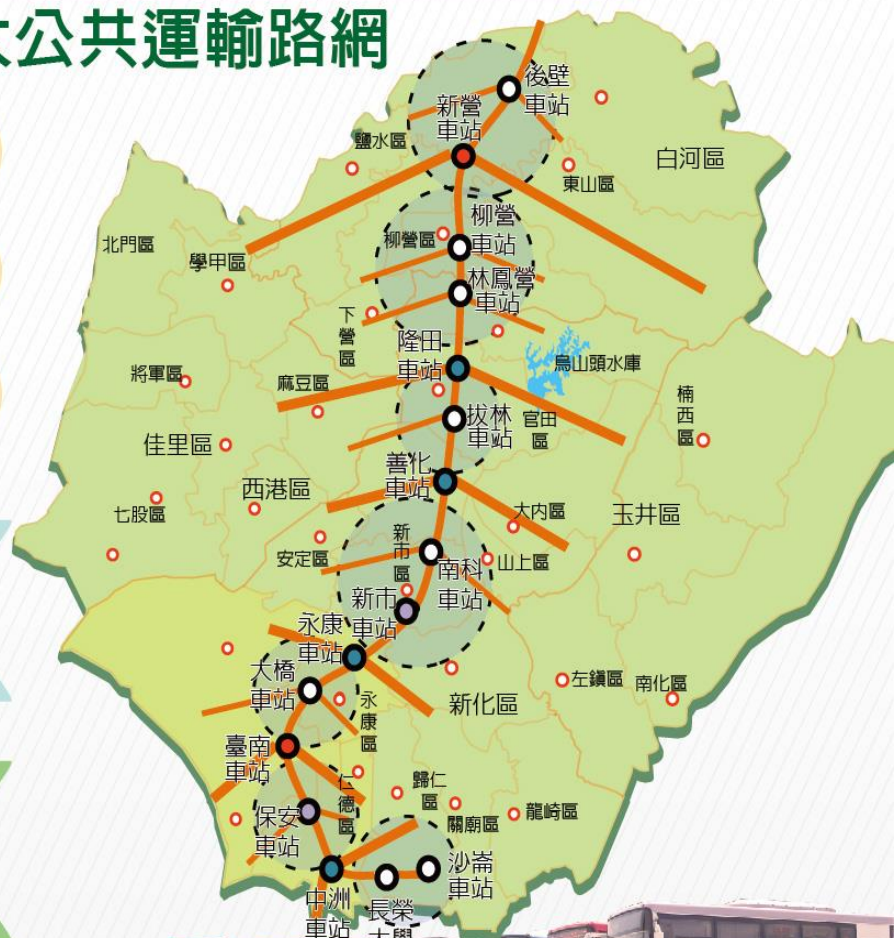 公共運輸路網
後壁
車站
新營
車站
鹽水區
白河區
東山區
北門區
學甲區
柳營
車站
柳營區
林鳳營
車站
下營區
隆田
車站
烏山頭水庫
將軍區
麻豆區
楠西區
拔林
車站
官田
區
佳里區
善化
車站
西港區
七股區
大內區
玉井區
新市區
安定區
南科
車站
山上區
新市
車站
永康
車站
大橋
車站
左鎮區
南化區
新化區
永康區
臺南
車站
仁德區
歸仁
區
保安
車站
關廟區
龍崎區
沙崙
車站
中洲
車站
長榮
大學